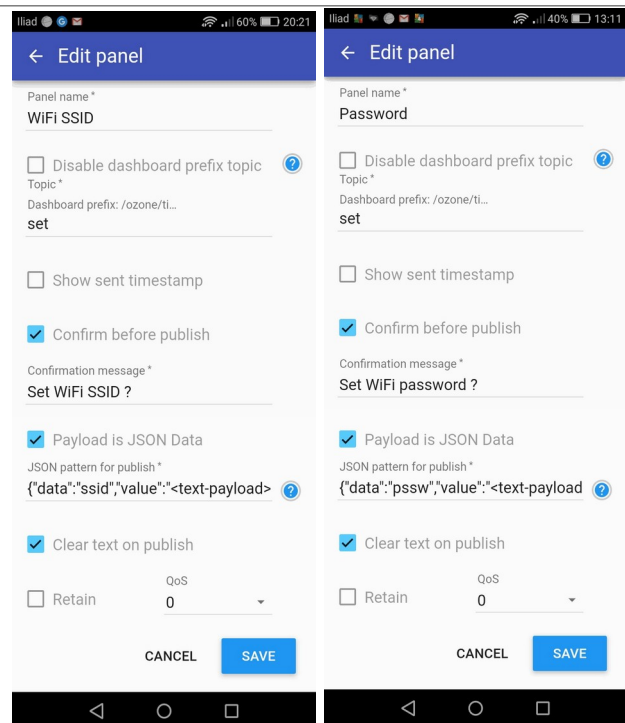 Iliad 60% 20:21
Edit panel
Panel name *
WiFi SSID
Disable dashboard prefix topic
Topic *
Dashboard prefix: /ozone/ti...
set
Show sent timestamp
Confirm before publish
Confirmation message *
Set WiFi SSID ?
Payload is JSON Data
JSON pattern for publish *
{"data":"ssid","value":"<text-payload>
Clear text on publish
Retain
QoS
0
CANCEL SAVE
Iliad 40% 13:11
Edit panel
Panel name *
Password
Disable dashboard prefix topic
Topic *
Dashboard prefix: /ozone/ti...
set
Show sent timestamp
Confirm before publish
Confirmation message *
Set WiFi password ?
Payload is JSON Data
JSON pattern for publish *
{"data":"pssw","value":"<text-payload
Clear text on publish
Retain
QoS
0
CANCEL SAVE